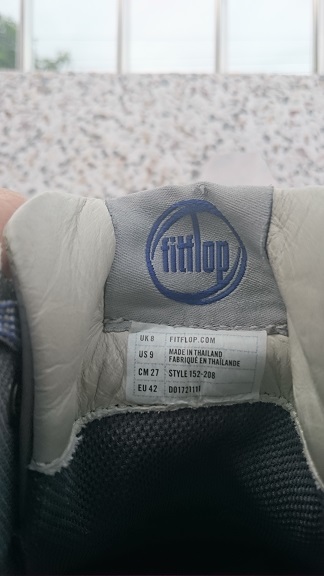 fitflop
UK 8 FITFLOP.COM
US 9 MADE IN THAILAND
FABRIQUÉ EN THAÏLANDE
CM 27 STYLE 152-208
EU 42